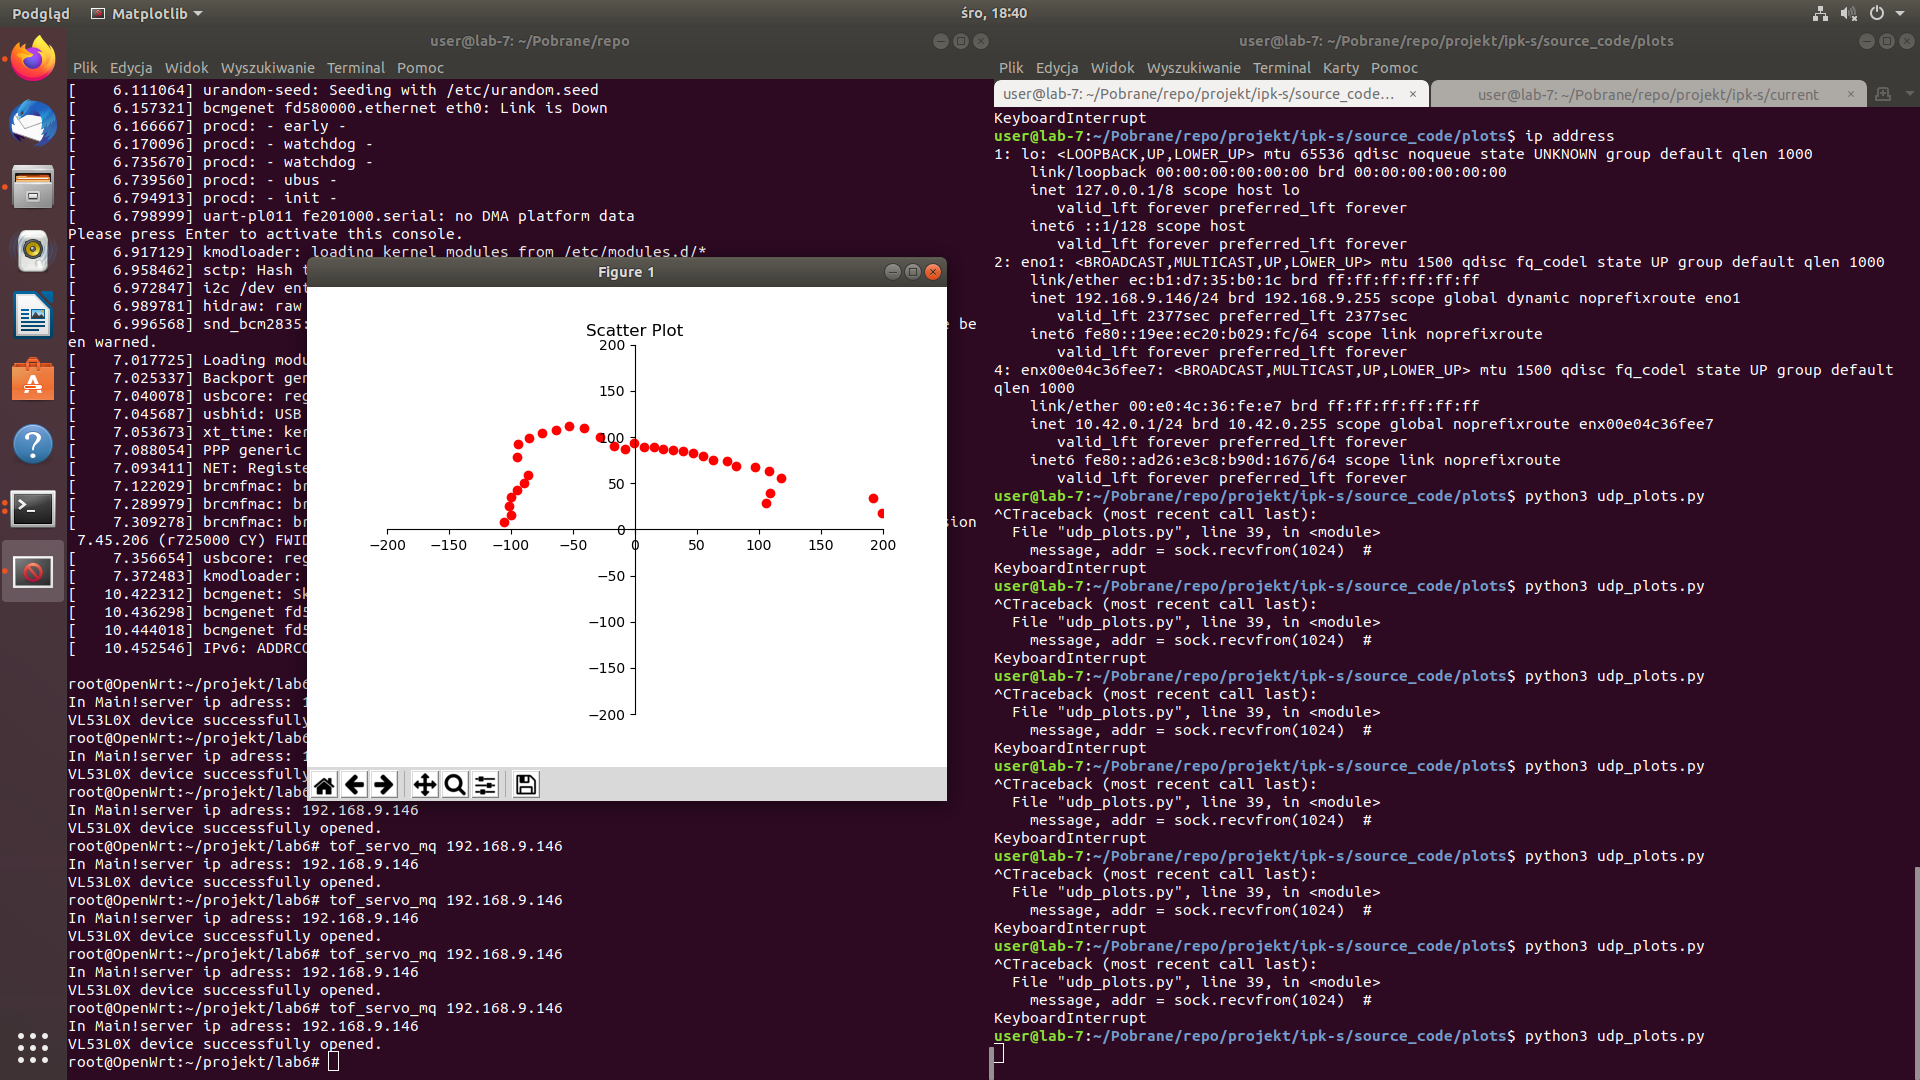 Podgląd
Matplotlib
śro, 18:40
user@lab-7: ~/Pobrane/repo
Plik Edycja Widok Wyszukiwanie Terminal Pomoc
[    6.111064] urandom-seed: Seeding with /etc/urandom.seed
[    6.157321] bcmgenet fd580000.ethernet eth0: Link is Down
[    6.166667] procd: - early -
[    6.170096] procd: - watchdog -
[    6.735670] procd: - watchdog -
[    6.739560] procd: - ubus -
[    6.794913] procd: - init -
[    6.798999] uart-pl011 fe201000.serial: no DMA platform data
Please press Enter to activate this console.
[    6.917129] kmodloader: loading kernel modules from /etc/modules.d/*
[    6.958462] sctp: Hash t
[    6.972847] i2c /dev ent
[    6.989781] hidraw: raw
[    6.996568] snd_bcm2835: e be
en warned.
[    7.017725] Loading modu
[    7.025337] Backport gen
[    7.040078] usbcore: reg
[    7.045687] usbhid: USB
[    7.053673] xt_time: ker
[    7.088054] PPP generic
[    7.093411] NET: Registe
[    7.122029] brcmfmac: br
[    7.289979] brcmfmac: br
[    7.309278] brcmfmac: br sion
7.45.206 (r725000 CY) FWID
[    7.356654] usbcore: reg
[    7.372483] kmodloader:
[   10.422312] bcmgenet: Sk
[   10.436298] bcmgenet fd5
[   10.444018] bcmgenet fd5
[   10.452546] IPv6: ADDRCO
root@OpenWrt:~/projekt/lab6
In Main!server ip adress: 1
VL53L0X device successfully
root@OpenWrt:~/projekt/lab6
In Main!server ip adress: 1
VL53L0X device successfully
root@OpenWrt:~/projekt/lab6
In Main!server ip adress: 192.168.9.146
VL53L0X device successfully opened.
root@OpenWrt:~/projekt/lab6# tof_servo_mq 192.168.9.146
In Main!server ip adress: 192.168.9.146
VL53L0X device successfully opened.
root@OpenWrt:~/projekt/lab6# tof_servo_mq 192.168.9.146
In Main!server ip adress: 192.168.9.146
VL53L0X device successfully opened.
root@OpenWrt:~/projekt/lab6# tof_servo_mq 192.168.9.146
In Main!server ip adress: 192.168.9.146
VL53L0X device successfully opened.
root@OpenWrt:~/projekt/lab6# tof_servo_mq 192.168.9.146
In Main!server ip adress: 192.168.9.146
VL53L0X device successfully opened.
root@OpenWrt:~/projekt/lab6#
Figure 1
Scatter Plot
200
150
100
50
0
−200 −150 −100 −50 0 50 100 150 200
−50
−100
−150
−200
user@lab-7: ~/Pobrane/repo/projekt/ipk-s/source_code/plots
Plik Edycja Widok Wyszukiwanie Terminal Karty Pomoc
user@lab-7: ~/Pobrane/repo/projekt/ipk-s/source_code...
user@lab-7: ~/Pobrane/repo/projekt/ipk-s/current
KeyboardInterrupt
user@lab-7:~/Pobrane/repo/projekt/ipk-s/source_code/plots$ ip address
1: lo: <LOOPBACK,UP,LOWER_UP> mtu 65536 qdisc noqueue state UNKNOWN group default qlen 1000
link/loopback 00:00:00:00:00:00 brd 00:00:00:00:00:00
inet 127.0.0.1/8 scope host lo
valid_lft forever preferred_lft forever
inet6 ::1/128 scope host
valid_lft forever preferred_lft forever
2: eno1: <BROADCAST,MULTICAST,UP,LOWER_UP> mtu 1500 qdisc fq_codel state UP group default qlen 1000
link/ether ec:b1:d7:35:b0:1c brd ff:ff:ff:ff:ff:ff
inet 192.168.9.146/24 brd 192.168.9.255 scope global dynamic noprefixroute eno1
valid_lft 2377sec preferred_lft 2377sec
inet6 fe80::19ee:ec20:b029:fc/64 scope link noprefixroute
valid_lft forever preferred_lft forever
4: enx00e04c36fee7: <BROADCAST,MULTICAST,UP,LOWER_UP> mtu 1500 qdisc fq_codel state UP group default
qlen 1000
link/ether 00:e0:4c:36:fe:e7 brd ff:ff:ff:ff:ff:ff
inet 10.42.0.1/24 brd 10.42.0.255 scope global noprefixroute enx00e04c36fee7
valid_lft forever preferred_lft forever
inet6 fe80::ad26:e3c8:b90d:1676/64 scope link noprefixroute
valid_lft forever preferred_lft forever
user@lab-7:~/Pobrane/repo/projekt/ipk-s/source_code/plots$ python3 udp_plots.py
^CTraceback (most recent call last):
File "udp_plots.py", line 39, in <module>
message, addr = sock.recvfrom(1024)  #
KeyboardInterrupt
user@lab-7:~/Pobrane/repo/projekt/ipk-s/source_code/plots$ python3 udp_plots.py
^CTraceback (most recent call last):
File "udp_plots.py", line 39, in <module>
message, addr = sock.recvfrom(1024)  #
KeyboardInterrupt
user@lab-7:~/Pobrane/repo/projekt/ipk-s/source_code/plots$ python3 udp_plots.py
^CTraceback (most recent call last):
File "udp_plots.py", line 39, in <module>
message, addr = sock.recvfrom(1024)  #
KeyboardInterrupt
user@lab-7:~/Pobrane/repo/projekt/ipk-s/source_code/plots$ python3 udp_plots.py
^CTraceback (most recent call last):
File "udp_plots.py", line 39, in <module>
message, addr = sock.recvfrom(1024)  #
KeyboardInterrupt
user@lab-7:~/Pobrane/repo/projekt/ipk-s/source_code/plots$ python3 udp_plots.py
^CTraceback (most recent call last):
File "udp_plots.py", line 39, in <module>
message, addr = sock.recvfrom(1024)  #
KeyboardInterrupt
user@lab-7:~/Pobrane/repo/projekt/ipk-s/source_code/plots$ python3 udp_plots.py
^CTraceback (most recent call last):
File "udp_plots.py", line 39, in <module>
message, addr = sock.recvfrom(1024)  #
KeyboardInterrupt
user@lab-7:~/Pobrane/repo/projekt/ipk-s/source_code/plots$ python3 udp_plots.py